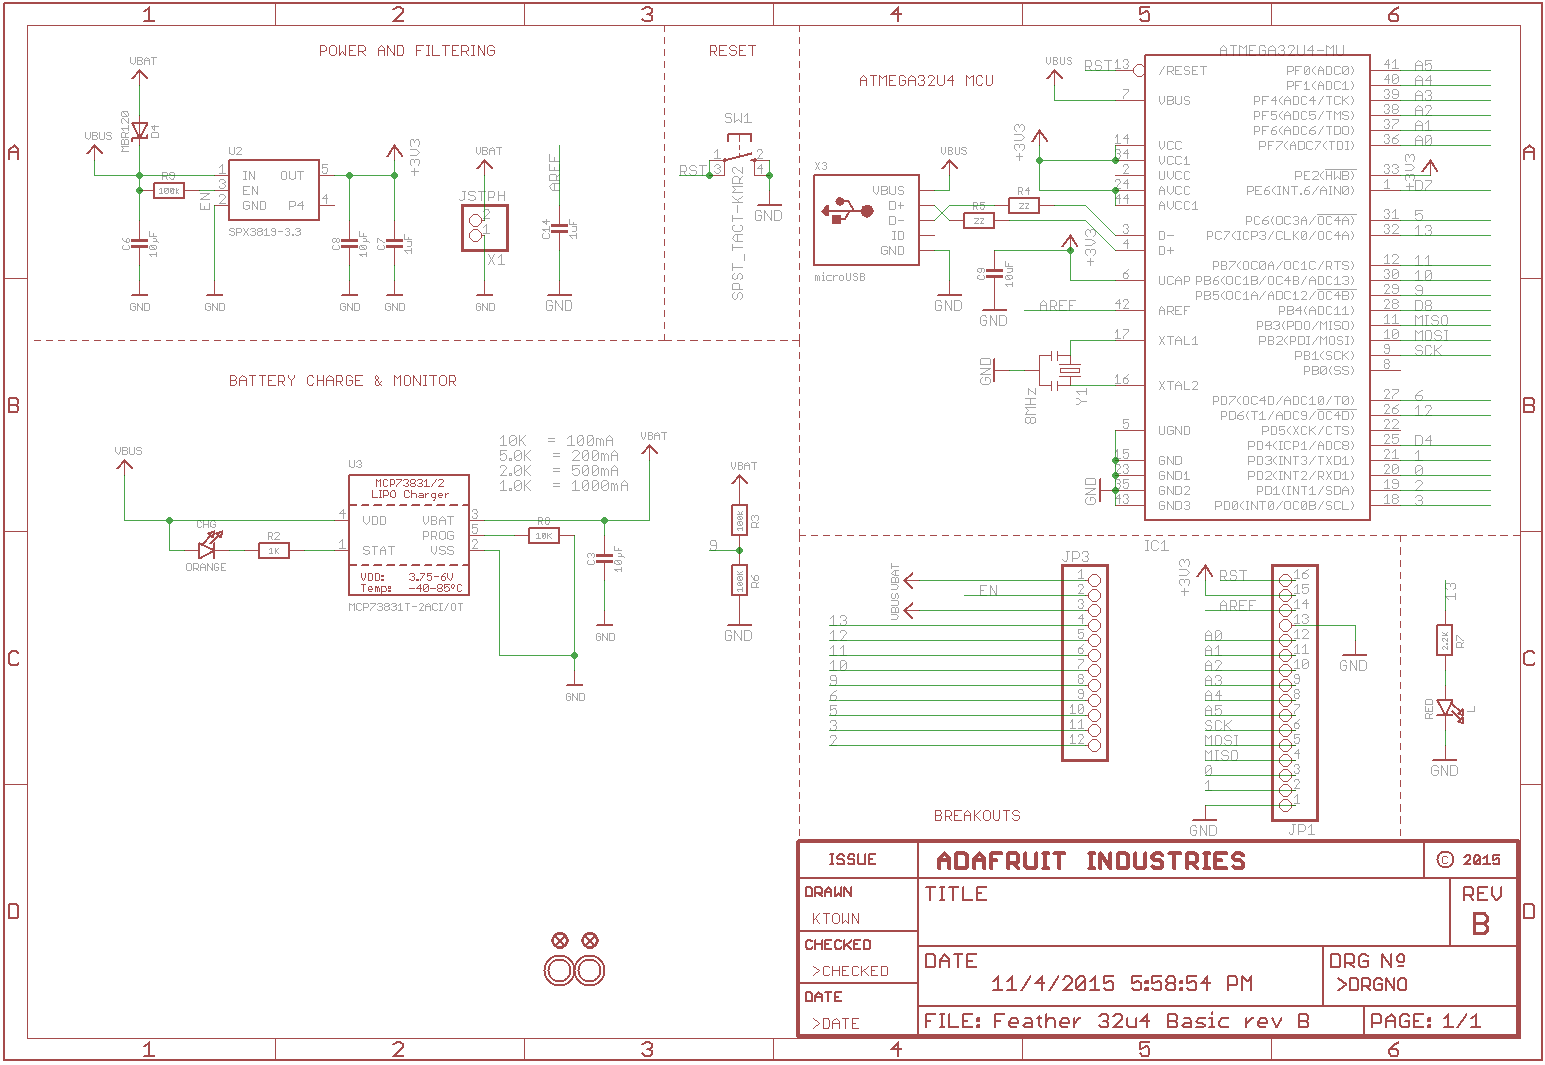 1 2 3 4 5 6
A A
B B
C C
D D
POWER AND FILTERING
VBAT
MBR120
D4
VBUS
U2
1 IN OUT 5
3 EN
2 GND P4 4
SPX3819-3.3
R9
100k
EN
+3V3
C6
10µF
GND
GND
C8
10µF
GND
C7
1uF
GND
VBAT
JSTPH
2
1
X1
GND
AREF
C14
1uF
GND
RESET
SW1
RST
1 2
3 4
SPST_TACT-KMR2
GND
BATTERY CHARGE & MONITOR
VBUS
CHG
ORANGE
R2
1K
U3
MCP73831/2
LIPO Charger
4 VDD VBAT 3
PROG 5
1 STAT VSS 2
VDD: 3.75-6V
Temp: -40-85ºC
MCP73831T-2ACI/OT
10K = 100mA
5.0K = 200mA
2.0K = 500mA
1.0K = 1000mA
VBAT
10K
C3
10µF
GND
GND
VBAT
100K
R3
9
100K
R6
GND
ATMEGA32U4 MCU
X3
VBUS
D+
D-
ID
GND
microUSB
VBUS
GND
R4
22
R5
22
VBUS
+3V3
+3V3
C9
10uF
GND
AREF
GND
8MHz
Y1
GND
ATMEGA32U4-MU
RST 13 /RESET
7 VBUS
14 VCC
34 VCC1
2 UVCC
24 AVCC
44 AVCC1
3 D-
4 D+
6 UCAP
42 AREF
17 XTAL1
16 XTAL2
5 UGND
15 GND
23 GND1
35 GND2
43 GND3
PF0(ADC0) 41 A5
PF1(ADC1) 40 A4
PF4(ADC4/TCK) 39 A3
PF5(ADC5/TMS) 38 A2
PF6(ADC6/TDO) 37 A1
PF7(ADC7(TDI) 36 A0
PE2(HWB) 33 +3V3
PE6(INT.6/AIN0) 1 D7
PC6(OC3A/OC4A) 31 5
PC7(ICP3/CLK0/OC4A) 32 13
PB7(OC0A/OC1C/RTS) 12 11
PB6(OC1B/OC4B/ADC13) 30 10
PB5(OC1A/ADC12/OC4B) 29 9
PB4(ADC11) 28 D8
PB3(PDO/MISO) 11 MISO
PB2(PDI/MOSI) 10 MOSI
PB1(SCK) 9 SCK
PB0(SS) 8
PD7(OC4D/ADC10/T0) 27 6
PD6(T1/ADC9/OC4D) 26 12
PD5(XCK/CTS) 22
PD4(ICP1/ADC8) 25 D4
PD3(INT3/TXD1) 21 1
PD2(INT2/RXD1) 20 0
PD1(INT1/SDA) 19 2
PD0(INT0/OC0B/SCL) 18 3
IC1
JP3
VBAT 1
EN 2
VBUS 3
13 4
12 5
11 6
10 7
9 8
6 9
5 10
3 11
2 12
BREAKOUTS
+3V3
RST 16
15
AREF 14
13
GND
A0 12
A1 11
A2 10
A3 9
A4 8
A5 7
SCK 6
MOSI 5
MISO 4
0 3
1 2
1
GND
JP1
13
2.2K
R7
RED
L
GND
ISSUE
ADAFRUIT INDUSTRIES
© 2015
DRAWN
KTOWN
TITLE
REV
B
CHECKED
>CHECKED
DATE
11/4/2015 5:58:54 PM
DRG Nº
>DRGNO
DATE
>DATE
FILE: Feather 32u4 Basic rev B
PAGE: 1/1
1 2 3 4 5 6